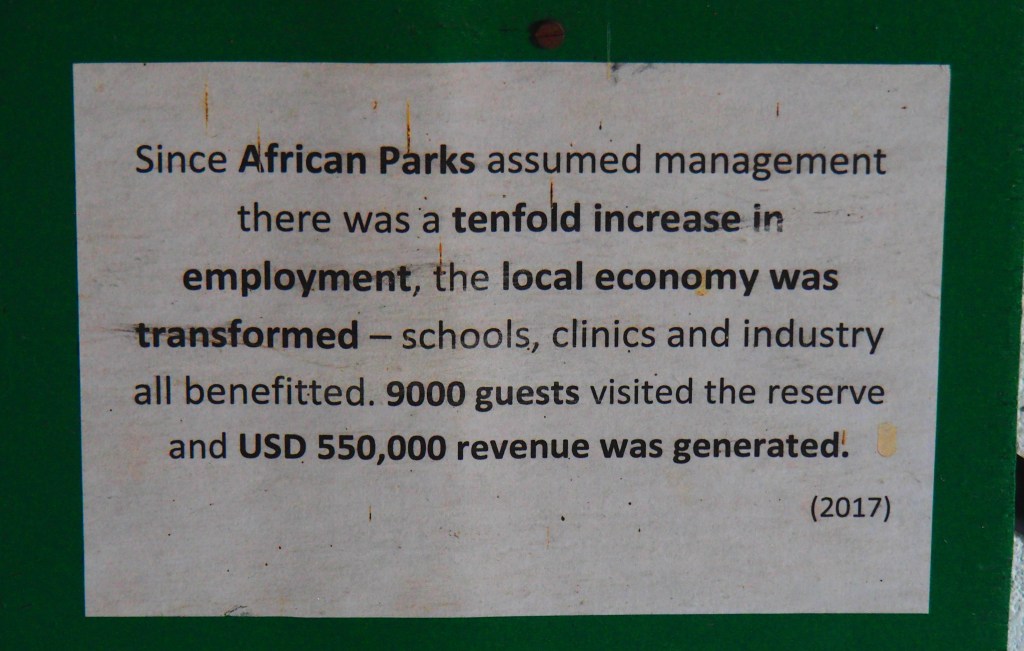 Since African Parks assumed management
there was a tenfold increase in
employment, the local economy was
transformed – schools, clinics and industry
all benefitted. 9000 guests visited the reserve
and USD 550,000 revenue was generated.
(2017)